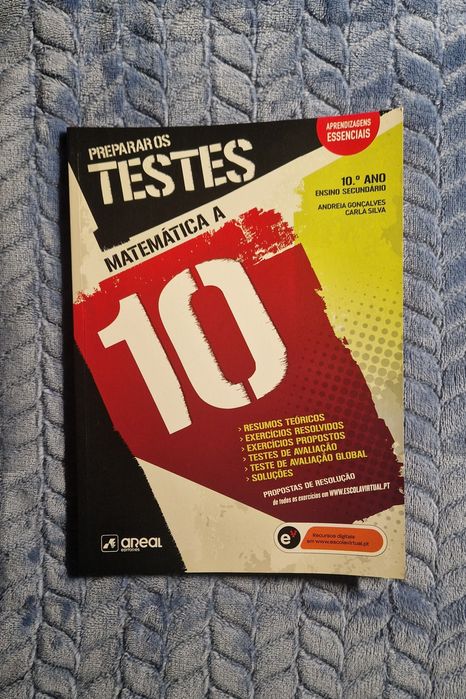 APRENDIZAGENS
ESSENCIAIS
PREPARAR OS
TESTES
10.º ANO
ENSINO SECUNDÁRIO
ANDREIA GONÇALVES
CARLA SILVA
MATEMÁTICA A
10
> RESUMOS TEÓRICOS
> EXERCÍCIOS RESOLVIDOS
> EXERCÍCIOS PROPOSTOS
> TESTES DE AVALIAÇÃO
> TESTE DE AVALIAÇÃO GLOBAL
> SOLUÇÕES
PROPOSTAS DE RESOLUÇÃO
de todos os exercícios em WWW.ESCOLAVIRTUAL.PT
eV
Recursos digitais
em www.escolavirtual.pt
areal
editores